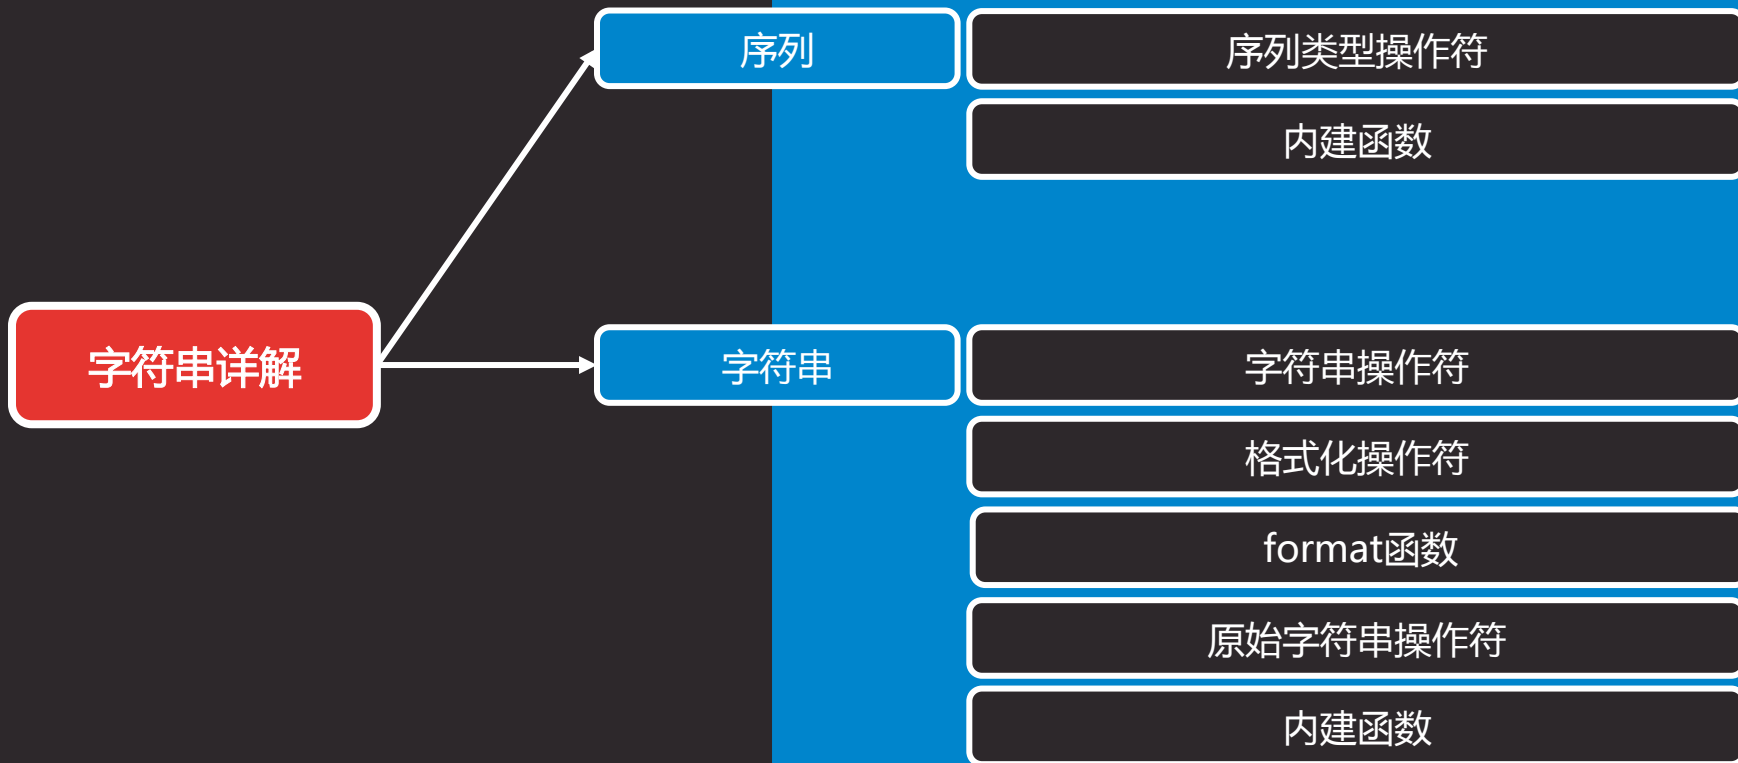 序列
序列类型操作符
内建函数
字符串详解
字符串
字符串操作符
格式化操作符
format函数
原始字符串操作符
内建函数